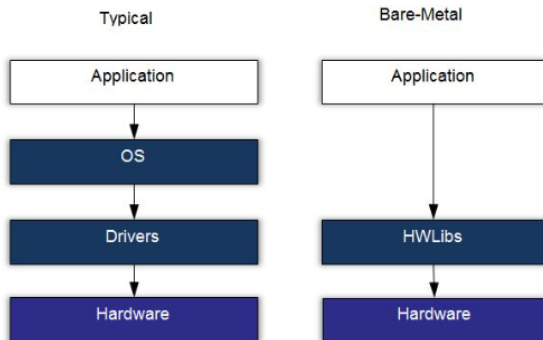 Typical
Bare-Metal
Application
Application
OS
Drivers
HWLibs
Hardware
Hardware